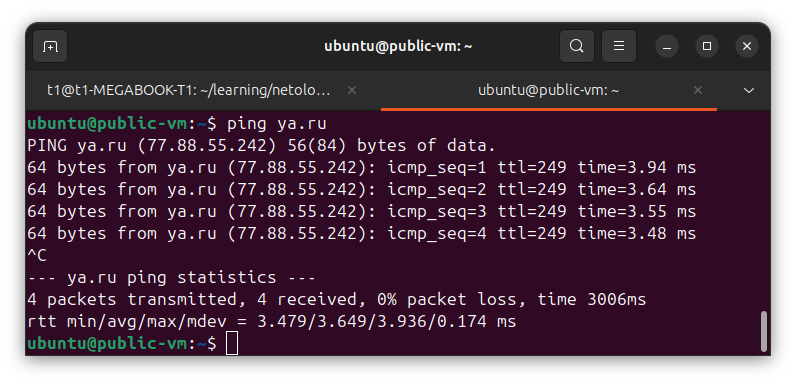 ubuntu@public-vm: ~
t1@t1-MEGABOOK-T1: ~/learning/netolo...
ubuntu@public-vm: ~
ubuntu@public-vm:~$ ping ya.ru
PING ya.ru (77.88.55.242) 56(84) bytes of data.
64 bytes from ya.ru (77.88.55.242): icmp_seq=1 ttl=249 time=3.94 ms
64 bytes from ya.ru (77.88.55.242): icmp_seq=2 ttl=249 time=3.64 ms
64 bytes from ya.ru (77.88.55.242): icmp_seq=3 ttl=249 time=3.55 ms
64 bytes from ya.ru (77.88.55.242): icmp_seq=4 ttl=249 time=3.48 ms
^C
--- ya.ru ping statistics ---
4 packets transmitted, 4 received, 0% packet loss, time 3006ms
rtt min/avg/max/mdev = 3.479/3.649/3.936/0.174 ms
ubuntu@public-vm:~$